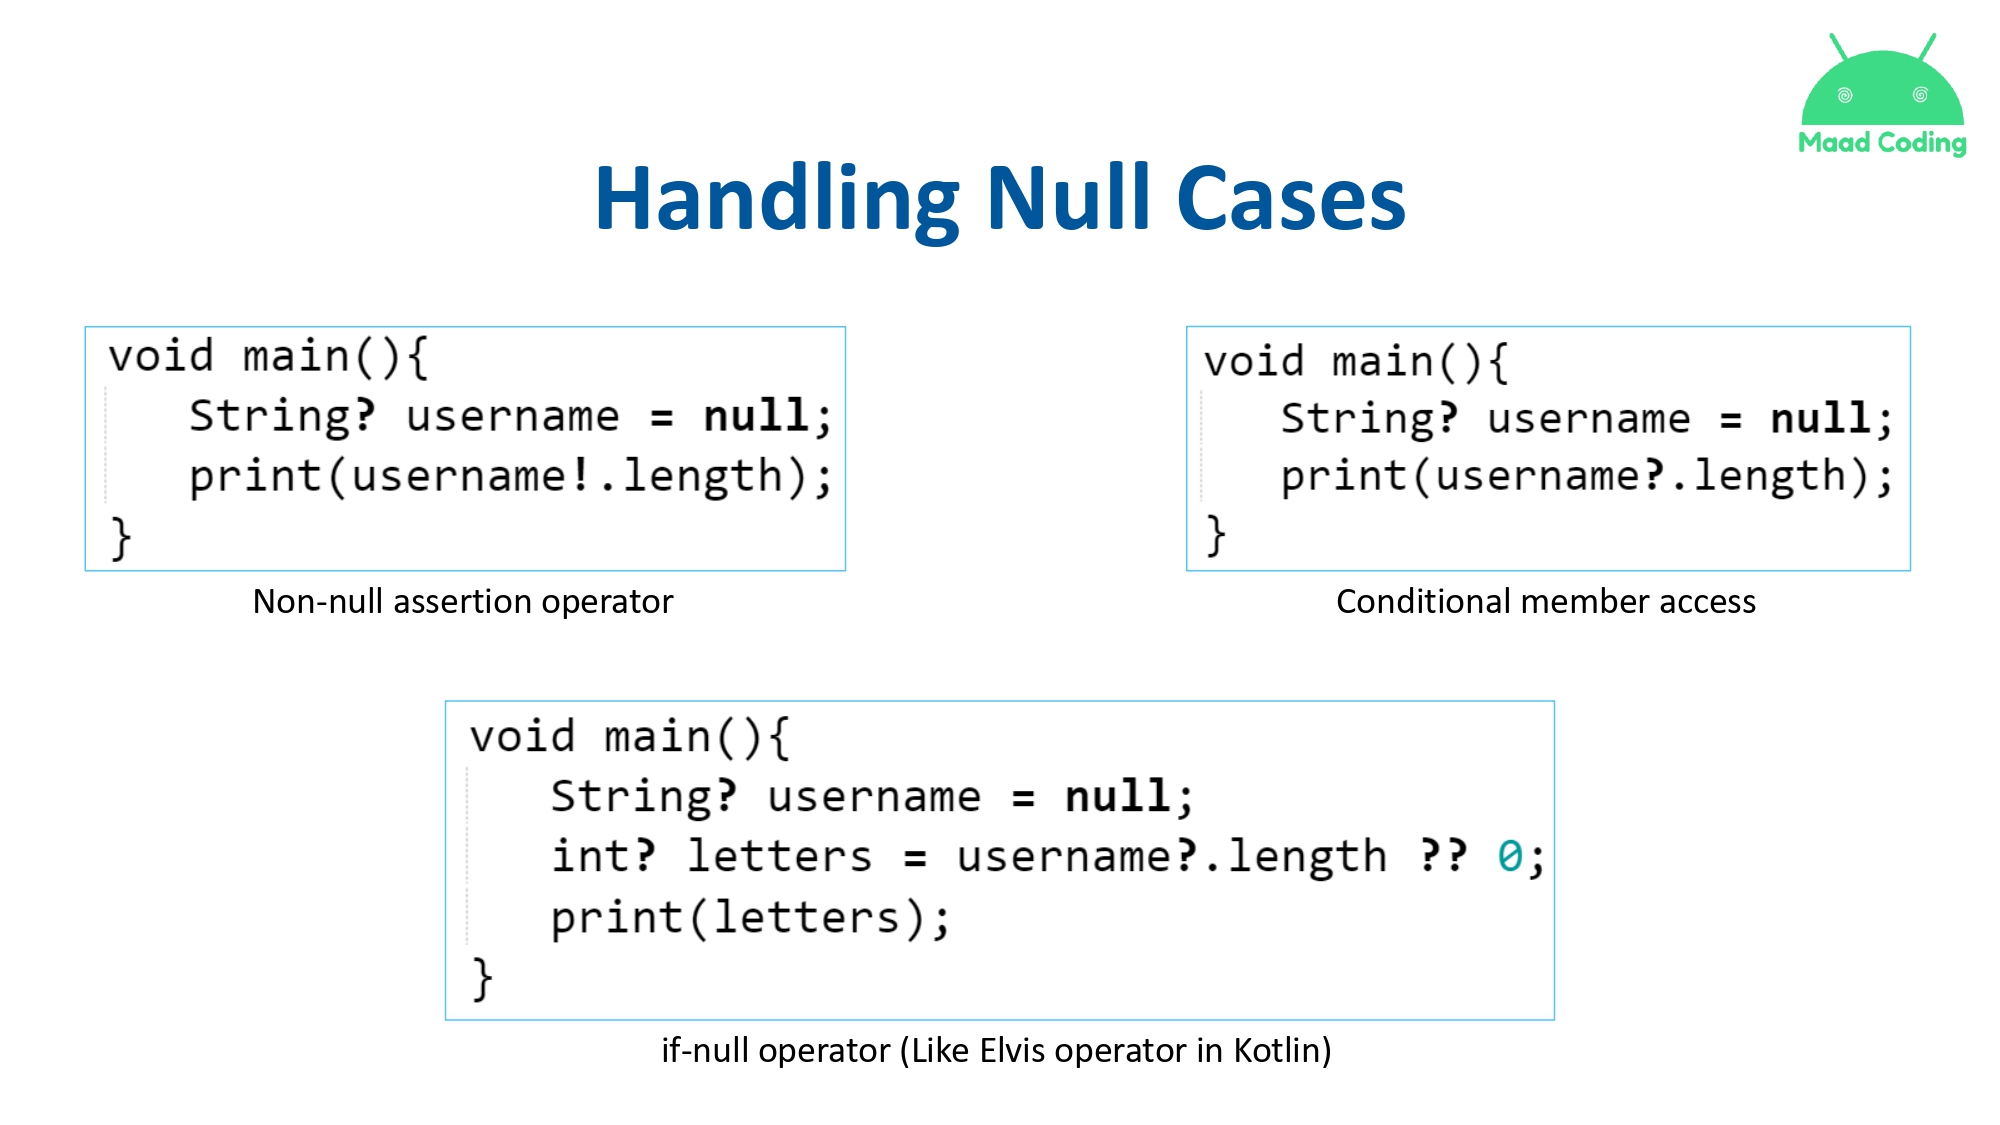 Maad Coding
Handling Null Cases
void main(){
String? username = null;
print(username!.length);
}
Non-null assertion operator
void main(){
String? username = null;
print(username?.length);
}
Conditional member access
void main(){
String? username = null;
int? letters = username?.length ?? 0;
print(letters);
}
if-null operator (Like Elvis operator in Kotlin)